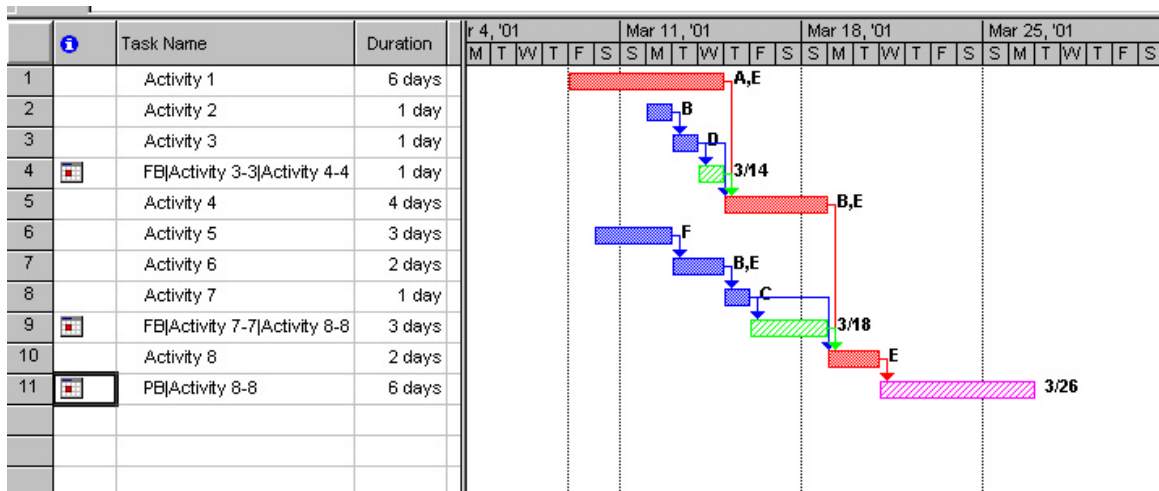 r 4, '01 Mar 11, '01 Mar 18, '01 Mar 25, '01
i Task Name Duration M T W T F S S M T W T F S S M T W T F S S M T W T F S
1 Activity 1 6 days A,E
2 Activity 2 1 day B
3 Activity 3 1 day D
4 FB|Activity 3-3|Activity 4-4 1 day 3/14
5 Activity 4 4 days B,E
6 Activity 5 3 days F
7 Activity 6 2 days B,E
8 Activity 7 1 day C
9 FB|Activity 7-7|Activity 8-8 3 days 3/18
10 Activity 8 2 days E
11 PB|Activity 8-8 6 days 3/26